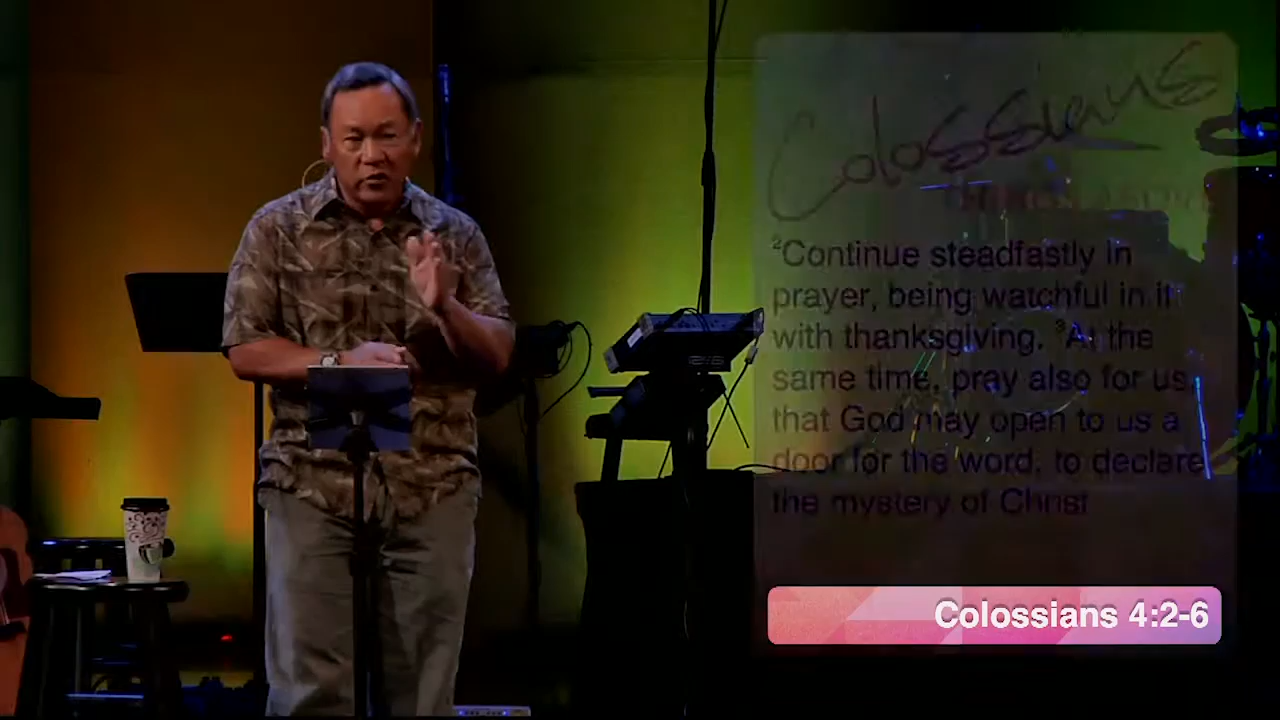 Colossians
²Continue steadfastly in
prayer, being watchful in it
with thanksgiving. ³At the
same time, pray also for us,
that God may open to us a
door for the word, to declare
the mystery of Christ
Colossians 4:2-6